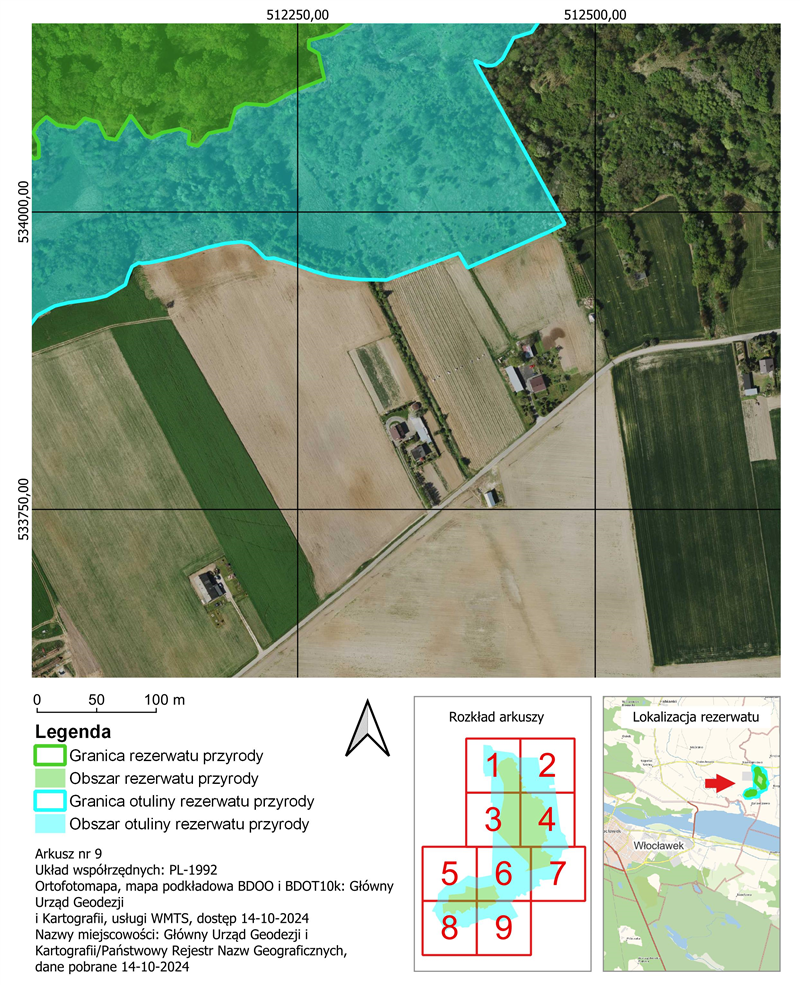 512250,00
512500,00
534000,00
533750,00
0 50 100 m
Legenda
Granica rezerwatu przyrody
Obszar rezerwatu przyrody
Granica otuliny rezerwatu przyrody
Obszar otuliny rezerwatu przyrody
Arkusz nr 9
Układ współrzędnych: PL-1992
Ortofotomapa, mapa podkładowa BDOO i BDOT10k: Główny
Urząd Geodezji
i Kartografii, usługi WMTS, dostęp 14-10-2024
Nazwy miejscowości: Główny Urząd Geodezji i
Kartografii/Państwowy Rejestr Nazw Geograficznych,
dane pobrane 14-10-2024
Rozkład arkuszy
1 2
3 4
5 6 7
8 9
Lokalizacja rezerwatu
Włocławek